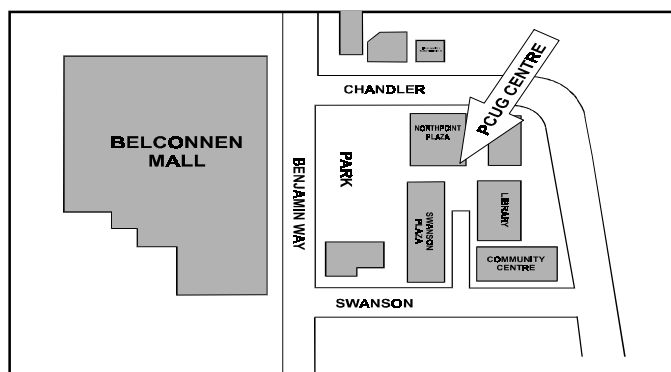 CHANDLER
PCUG CENTRE
NORTHPOINT
PLAZA
BELCONNEN
MALL
BENJAMIN WAY
PARK
SWANSON
PLAZA
LIBRARY
COMMUNITY
CENTRE
SWANSON